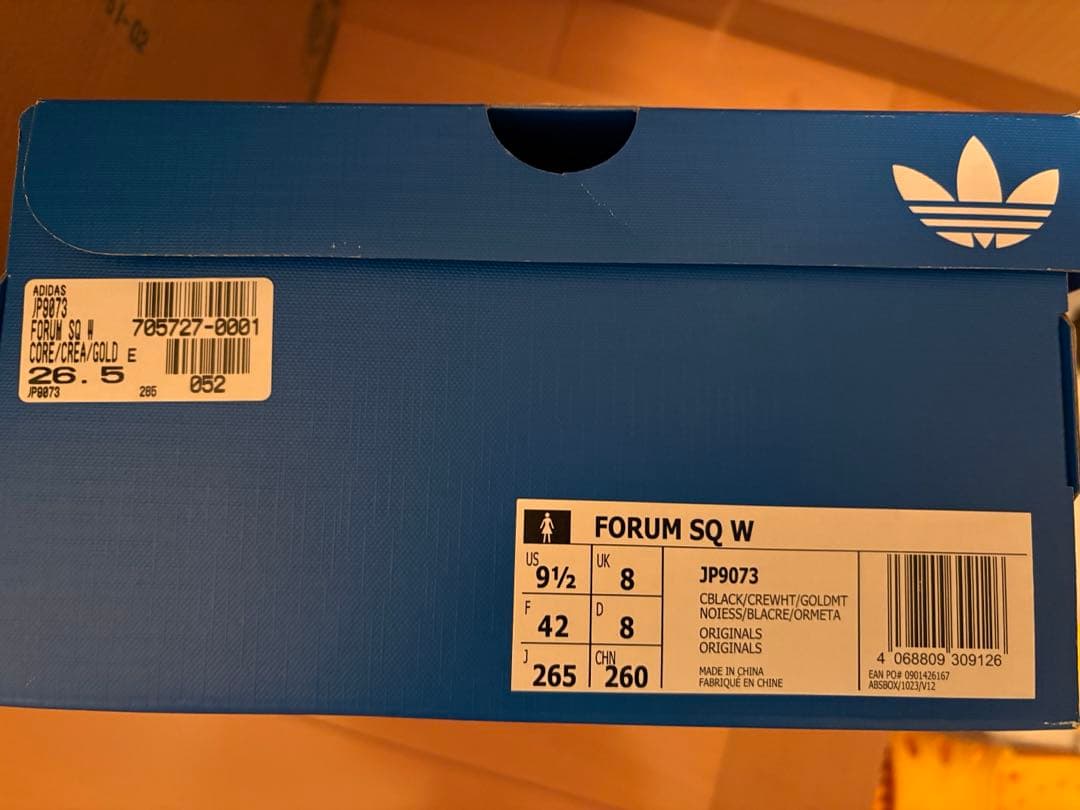 ADIDAS
JP9073
FORUM SQ W
705727-0001
CORE/CREA/GOLD E
26.5
052
JP9073
265
FORUM SQ W
US 9½
UK 8
F 42
D 8
J 265
CHN 260
JP9073
CBLACK/CREWHT/GOLDMT
NOIESS/BLACRE/ORMETA
ORIGINALS
ORIGINALS
MADE IN CHINA
FABRIQUÉ EN CHINE
4 068809 309126
EAN PO# 0901426167
ABSBOX/1023/V12